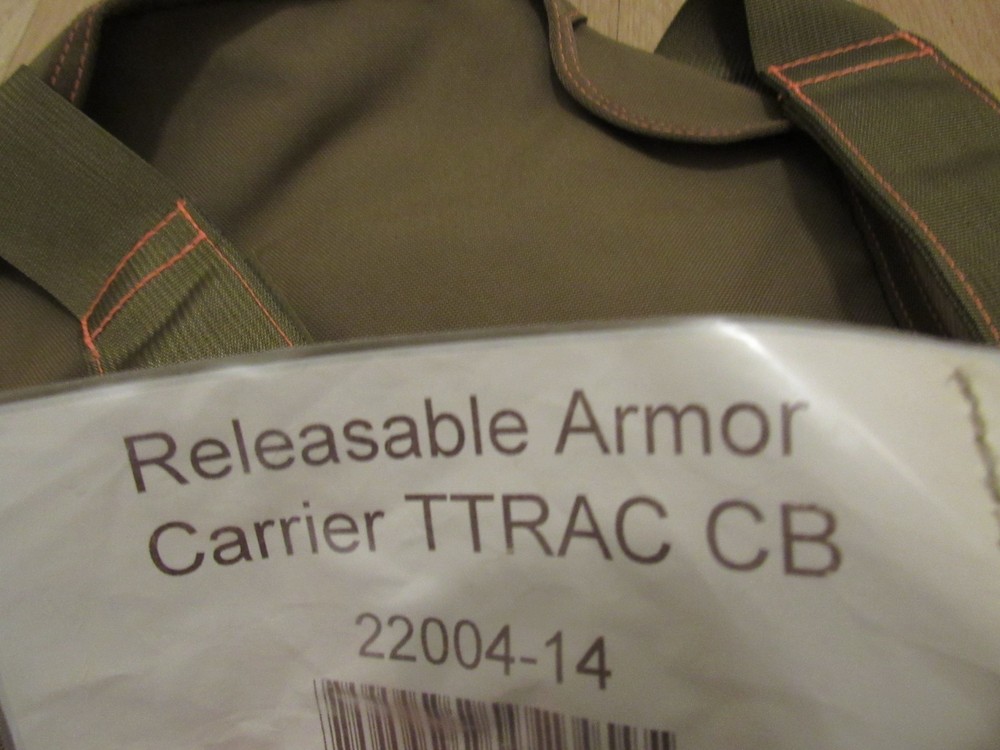 Releasable Armor
Carrier TTRAC CB
22004-14